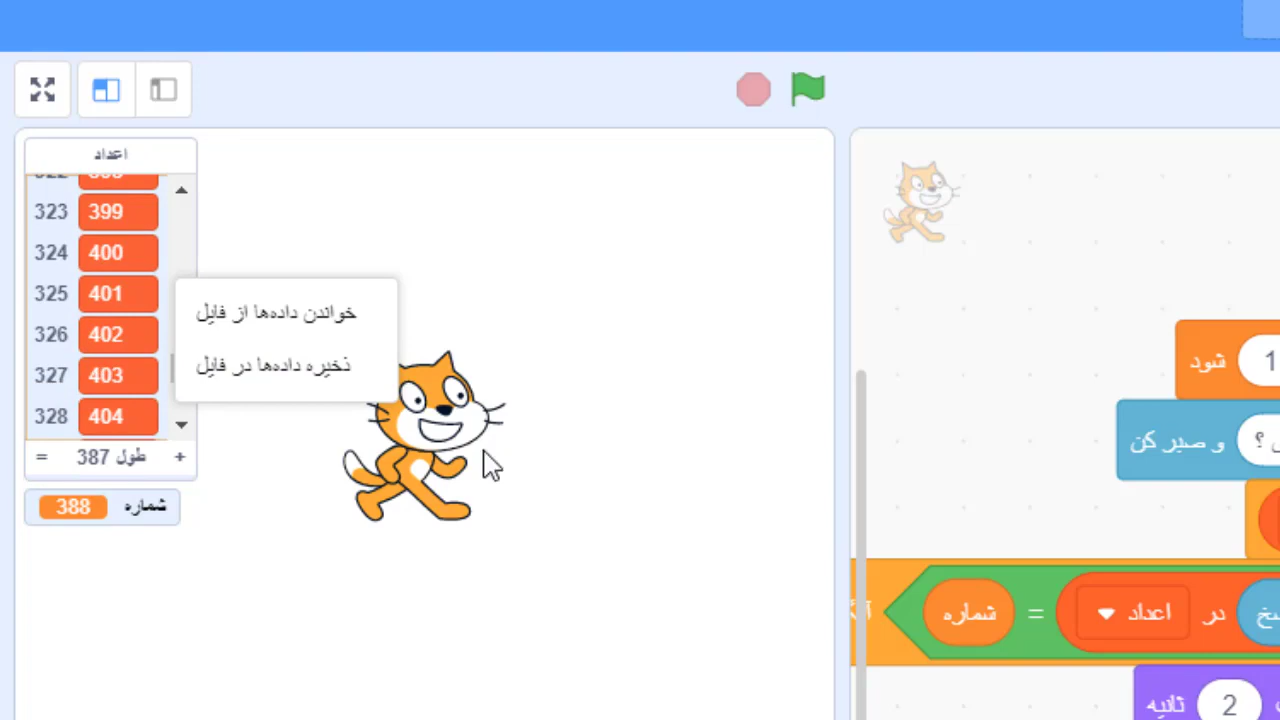 اعداد
323 399
324 400
325 401
326 402
327 403
328 404
= طول 387 +
شماره 388
خواندن داده‌ها از فایل
ذخیره داده‌ها در فایل
1 شود
؟ و صبر کن
در اعداد = شماره
2 ثانیه